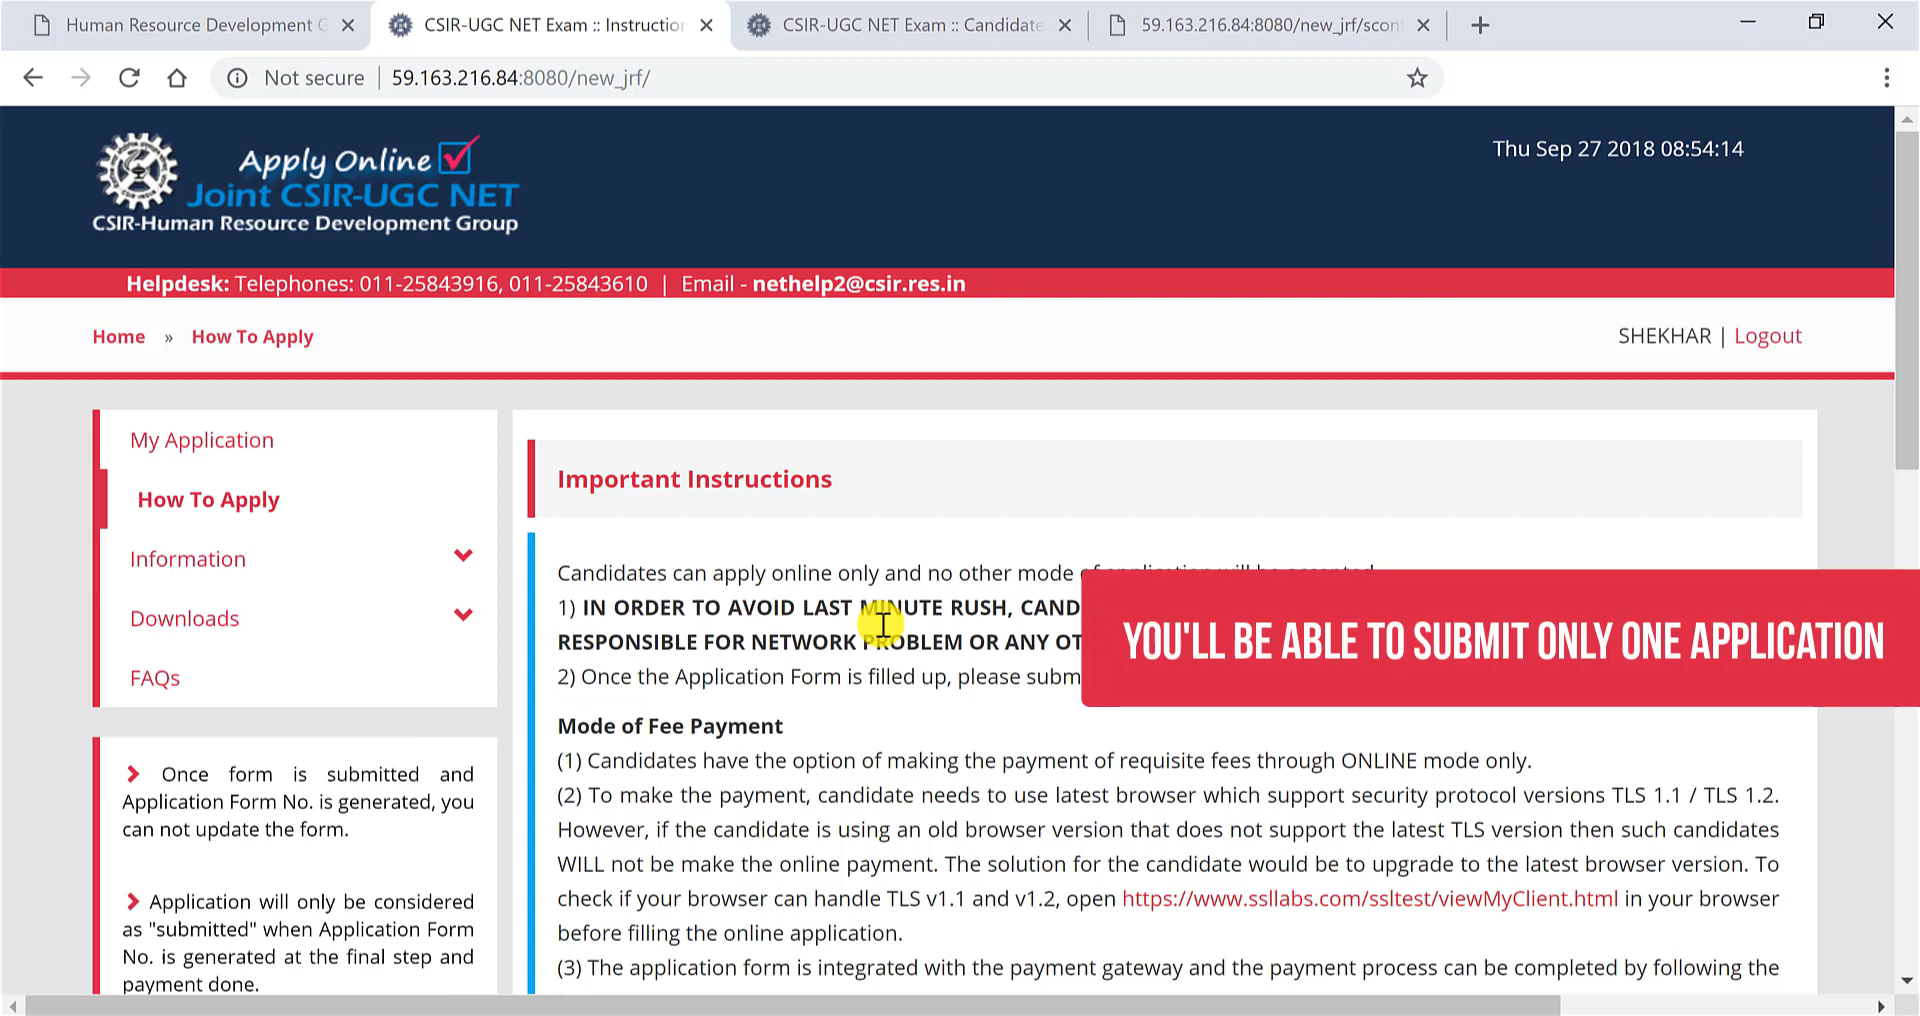 Human Resource Development G
CSIR-UGC NET Exam :: Instruction
CSIR-UGC NET Exam :: Candidate
59.163.216.84:8080/new_jrf/scon
Not secure
59.163.216.84:8080/new_jrf/
Apply Online
Joint CSIR-UGC NET
CSIR-Human Resource Development Group
Thu Sep 27 2018 08:54:14
Helpdesk: Telephones: 011-25843916, 011-25843610 | Email - nethelp2@csir.res.in
Home » How To Apply
SHEKHAR | Logout
My Application
How To Apply
Information
Downloads
FAQs
Once form is submitted and
Application Form No. is generated, you
can not update the form.
Application will only be considered
as "submitted" when Application Form
No. is generated at the final step and
payment done.
Important Instructions
Candidates can apply online only and no other mode of application will be accepted
1) IN ORDER TO AVOID LAST MINUTE RUSH, CAND
RESPONSIBLE FOR NETWORK PROBLEM OR ANY OT
2) Once the Application Form is filled up, please subm
YOU'LL BE ABLE TO SUBMIT ONLY ONE APPLICATION
Mode of Fee Payment
(1) Candidates have the option of making the payment of requisite fees through ONLINE mode only.
(2) To make the payment, candidate needs to use latest browser which support security protocol versions TLS 1.1 / TLS 1.2.
However, if the candidate is using an old browser version that does not support the latest TLS version then such candidates
WILL not be make the online payment. The solution for the candidate would be to upgrade to the latest browser version. To
check if your browser can handle TLS v1.1 and v1.2, open https://www.ssllabs.com/ssltest/viewMyClient.html in your browser
before filling the online application.
(3) The application form is integrated with the payment gateway and the payment process can be completed by following the